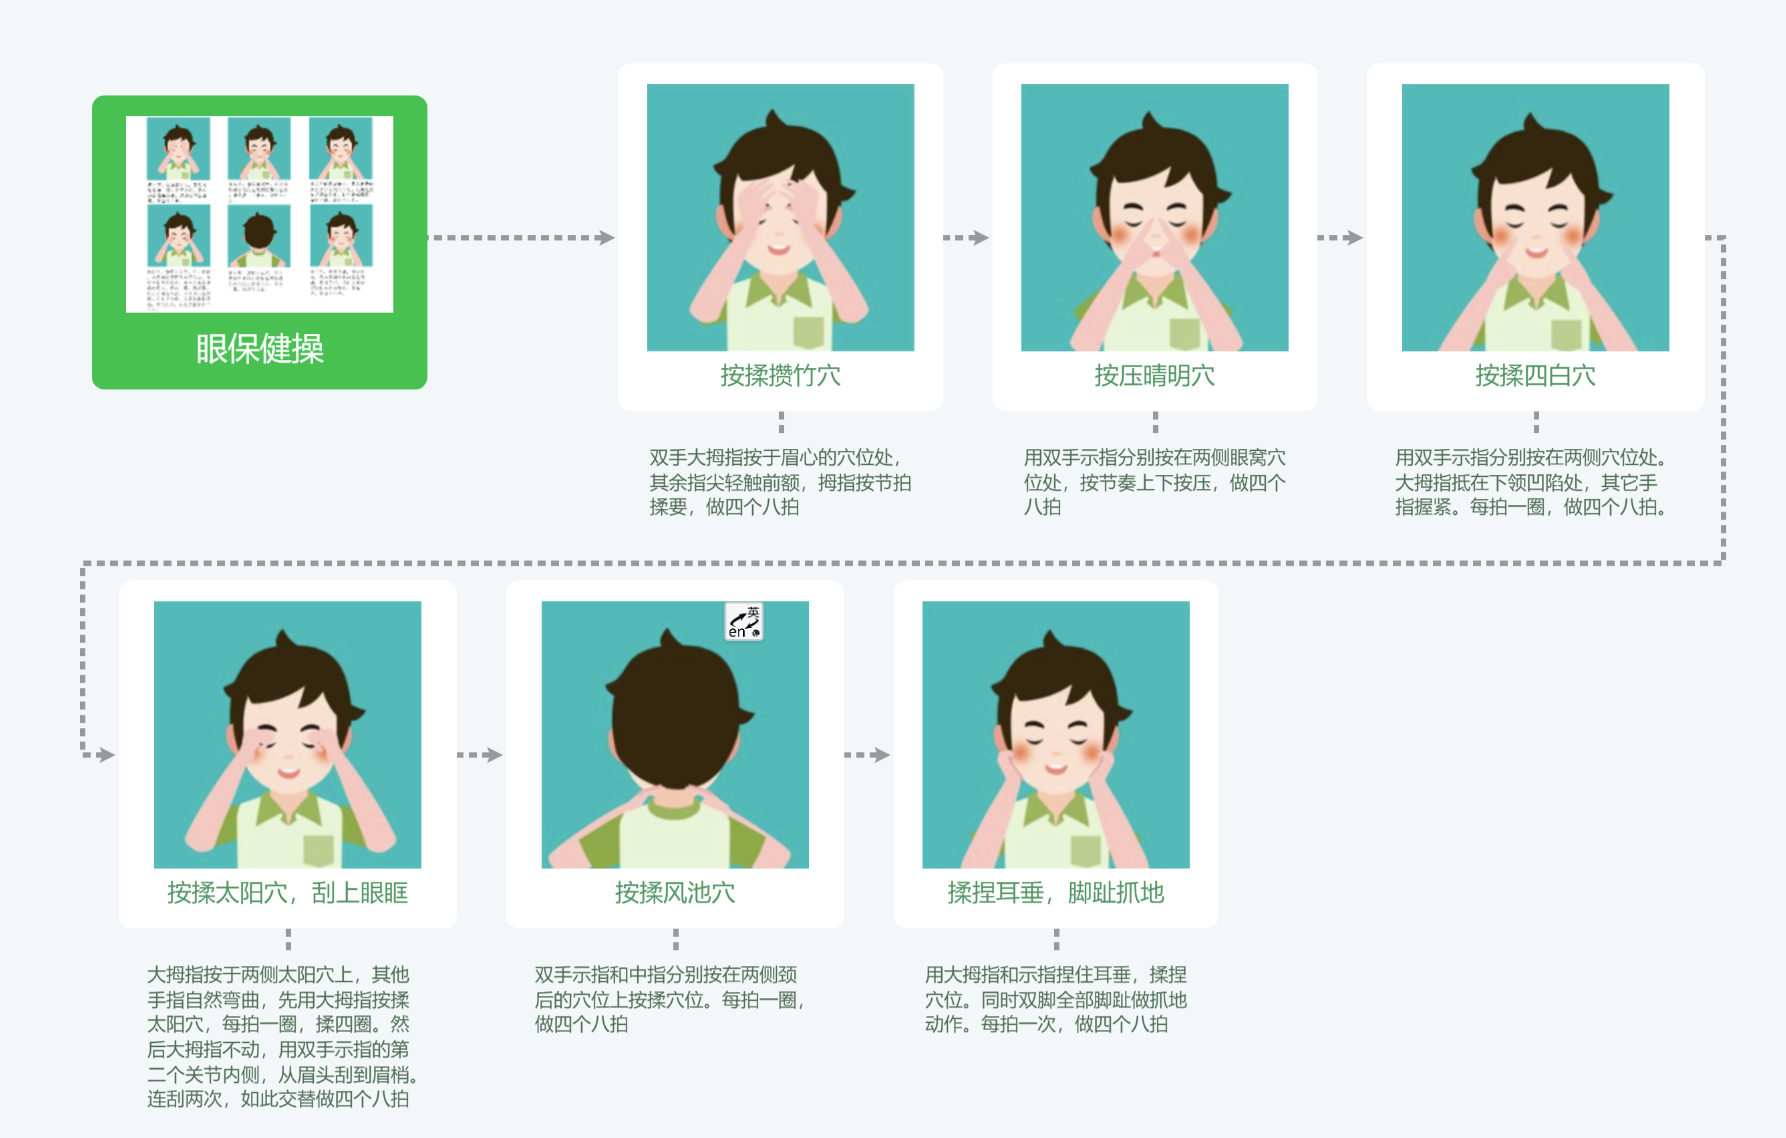 眼保健操
按揉攒竹穴
按压睛明穴
按揉四白穴
双手大拇指按于眉心的穴位处，
其余指尖轻触前额，拇指按节拍
揉要，做四个八拍
用双手示指分别按在两侧眼窝穴
位处，按节奏上下按压，做四个
八拍
用双手示指分别按在两侧穴位处。
大拇指抵在下颌凹陷处，其它手
指握紧。每拍一圈，做四个八拍。
英
en
按揉太阳穴，刮上眼眶
按揉风池穴
揉捏耳垂，脚趾抓地
大拇指按于两侧太阳穴上，其他
手指自然弯曲，先用大拇指按揉
太阳穴，每拍一圈，揉四圈。然
后大拇指不动，用双手示指的第
二个关节内侧，从眉头刮到眉梢。
连刮两次，如此交替做四个八拍
双手示指和中指分别按在两侧颈
后的穴位上按揉穴位。每拍一圈，
做四个八拍
用大拇指和示指捏住耳垂，揉捏
穴位。同时双脚全部脚趾做抓地
动作。每拍一次，做四个八拍